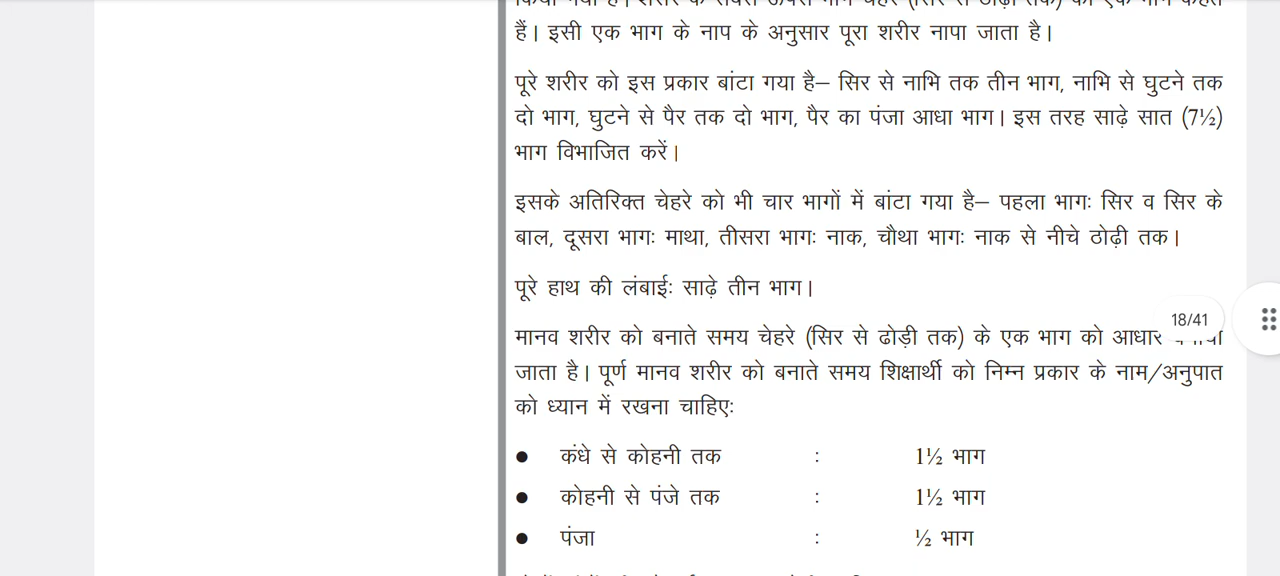 हैं। इसी एक भाग के नाप के अनुसार पूरा शरीर नापा जाता है।
पूरे शरीर को इस प्रकार बांटा गया है– सिर से नाभि तक तीन भाग, नाभि से घुटने तक
दो भाग, घुटने से पैर तक दो भाग, पैर का पंजा आधा भाग। इस तरह साढ़े सात (7½)
भाग विभाजित करें।
इसके अतिरिक्त चेहरे को भी चार भागों में बांटा गया है– पहला भागः सिर व सिर के
बाल, दूसरा भागः माथा, तीसरा भागः नाक, चौथा भागः नाक से नीचे ठोढ़ी तक।
पूरे हाथ की लंबाईः साढ़े तीन भाग।
18/41
मानव शरीर को बनाते समय चेहरे (सिर से ढोड़ी तक) के एक भाग को आधार
जाता है। पूर्ण मानव शरीर को बनाते समय शिक्षार्थी को निम्न प्रकार के नाम/अनुपात
को ध्यान में रखना चाहिएः
● कंधे से कोहनी तक : 1½ भाग
● कोहनी से पंजे तक : 1½ भाग
● पंजा : ½ भाग